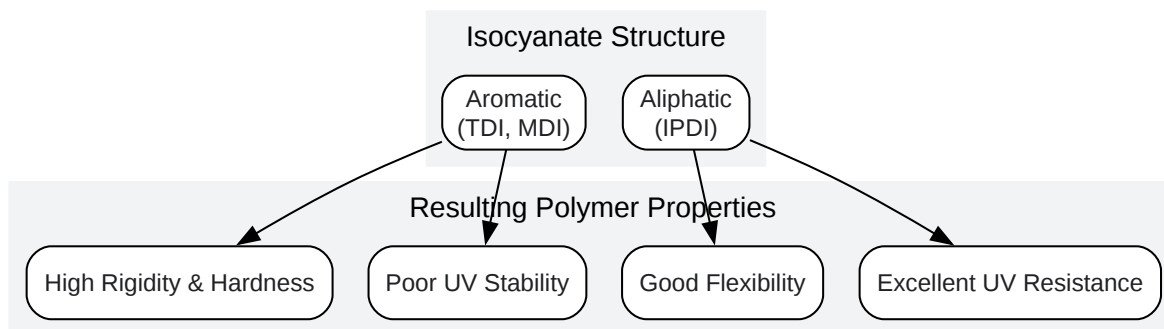 Isocyanate Structure
Aromatic
(TDI, MDI)
Aliphatic
(IPDI)
Resulting Polymer Properties
High Rigidity & Hardness
Poor UV Stability
Good Flexibility
Excellent UV Resistance